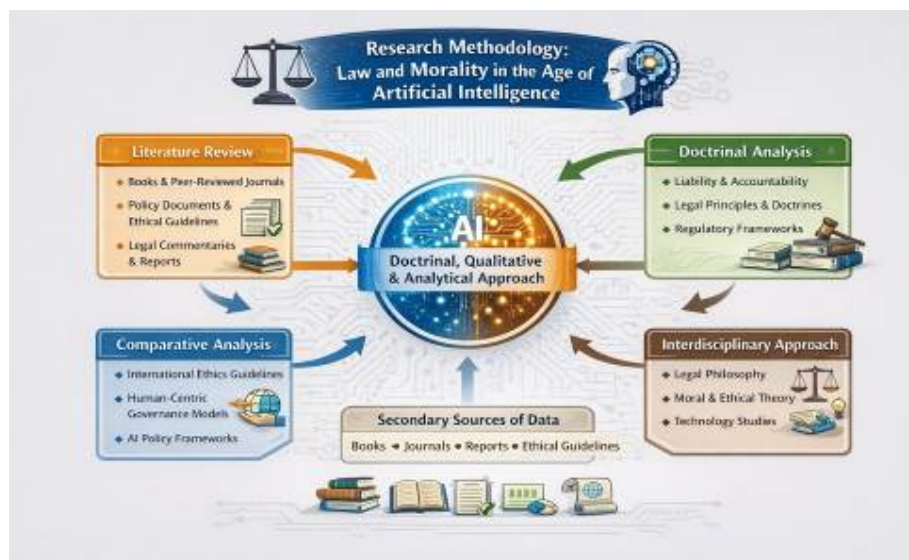 Research Methodology:
Law and Morality in the Age of
Artificial Intelligence
Literature Review
Books & Peer-Reviewed Journals
Policy Documents &
Ethical Guidelines
Legal Commentaries
& Reports
Doctrinal Analysis
Liability & Accountability
Legal Principles & Doctrines
Regulatory Frameworks
AI
Doctrinal, Qualitative
& Analytical Approach
Comparative Analysis
International Ethics Guidelines
Human-Centric
Governance Models
AI Policy Frameworks
Interdisciplinary Approach
Legal Philosophy
Moral & Ethical Theory
Technology Studies
Secondary Sources of Data
Books • Journals • Reports • Ethical Guidelines